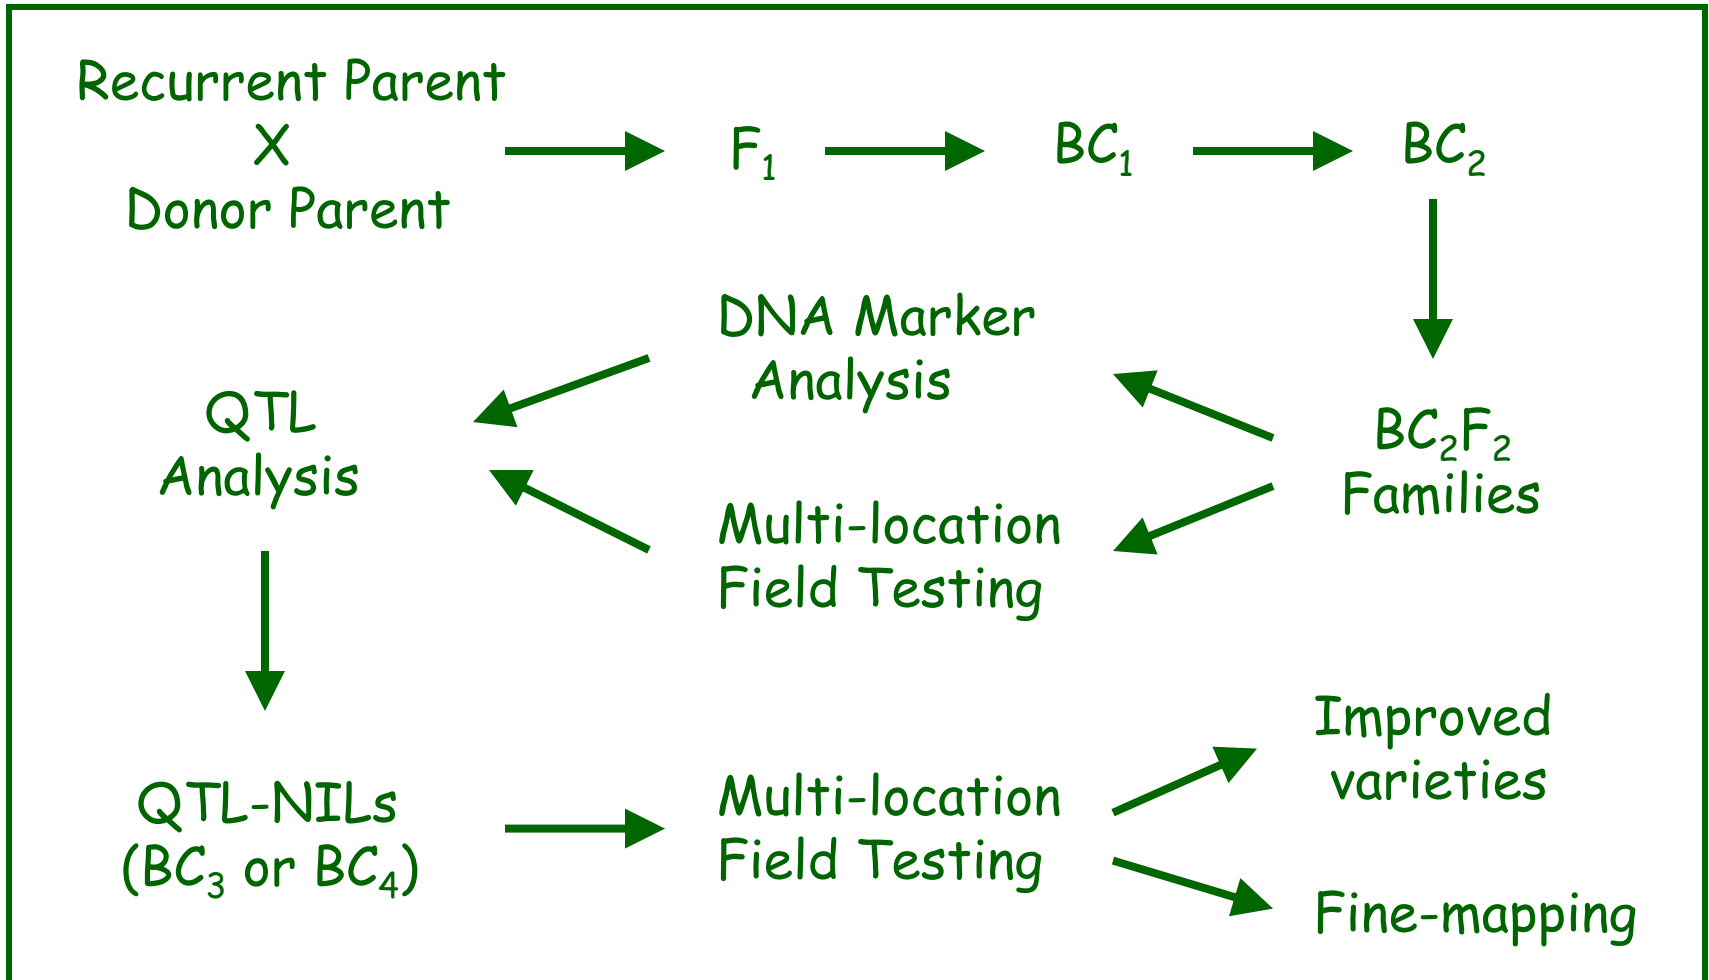 Recurrent Parent
X
Donor Parent
F₁
BC₁
BC₂
DNA Marker
Analysis
QTL
Analysis
BC₂F₂
Families
Multi-location
Field Testing
QTL-NILs
(BC₃ or BC₄)
Multi-location
Field Testing
Improved
varieties
Fine-mapping